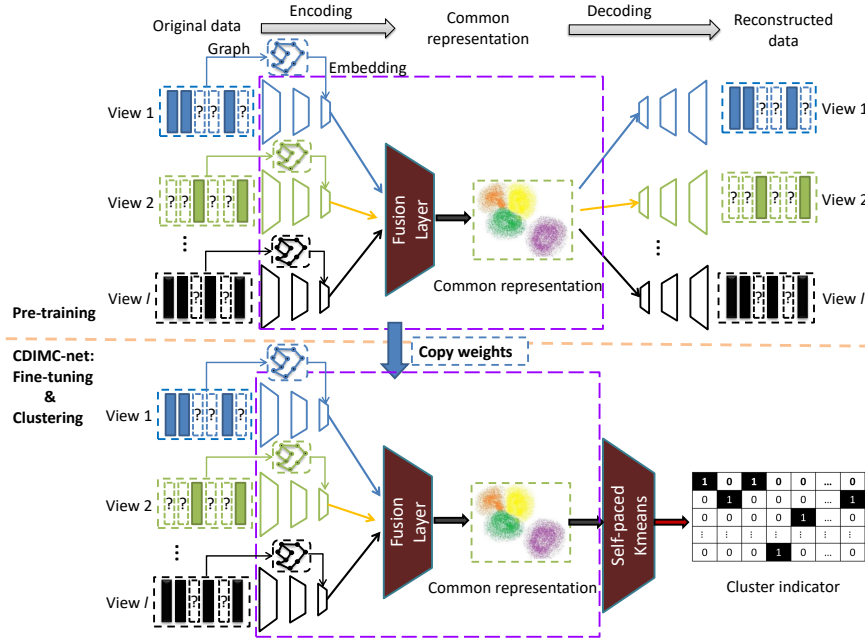 Original data
Encoding
Common
representation
Decoding
Reconstructed
data
Graph
Embedding
View 1
? ? ?
? ? ?
View 1
View 2
? ? ? ?
Fusion
Layer
? ? ? ?
View 2
...
...
View l
? ?
Common representation
? ?
View l
Pre-training
Copy weights
CDIMC-net:
Fine-tuning
&
Clustering
View 1
? ? ?
View 2
? ? ? ?
Fusion
Layer
Self-paced
Kmeans
1 0 1 0 0 ... 0
0 1 0 0 0 ... 1
0 0 0 0 1 ... 0
⋮ ⋮ ⋮ ⋮ ⋮ ⋮ ⋮
0 0 0 1 0 ... 0
...
View l
? ?
Common representation
Cluster indicator